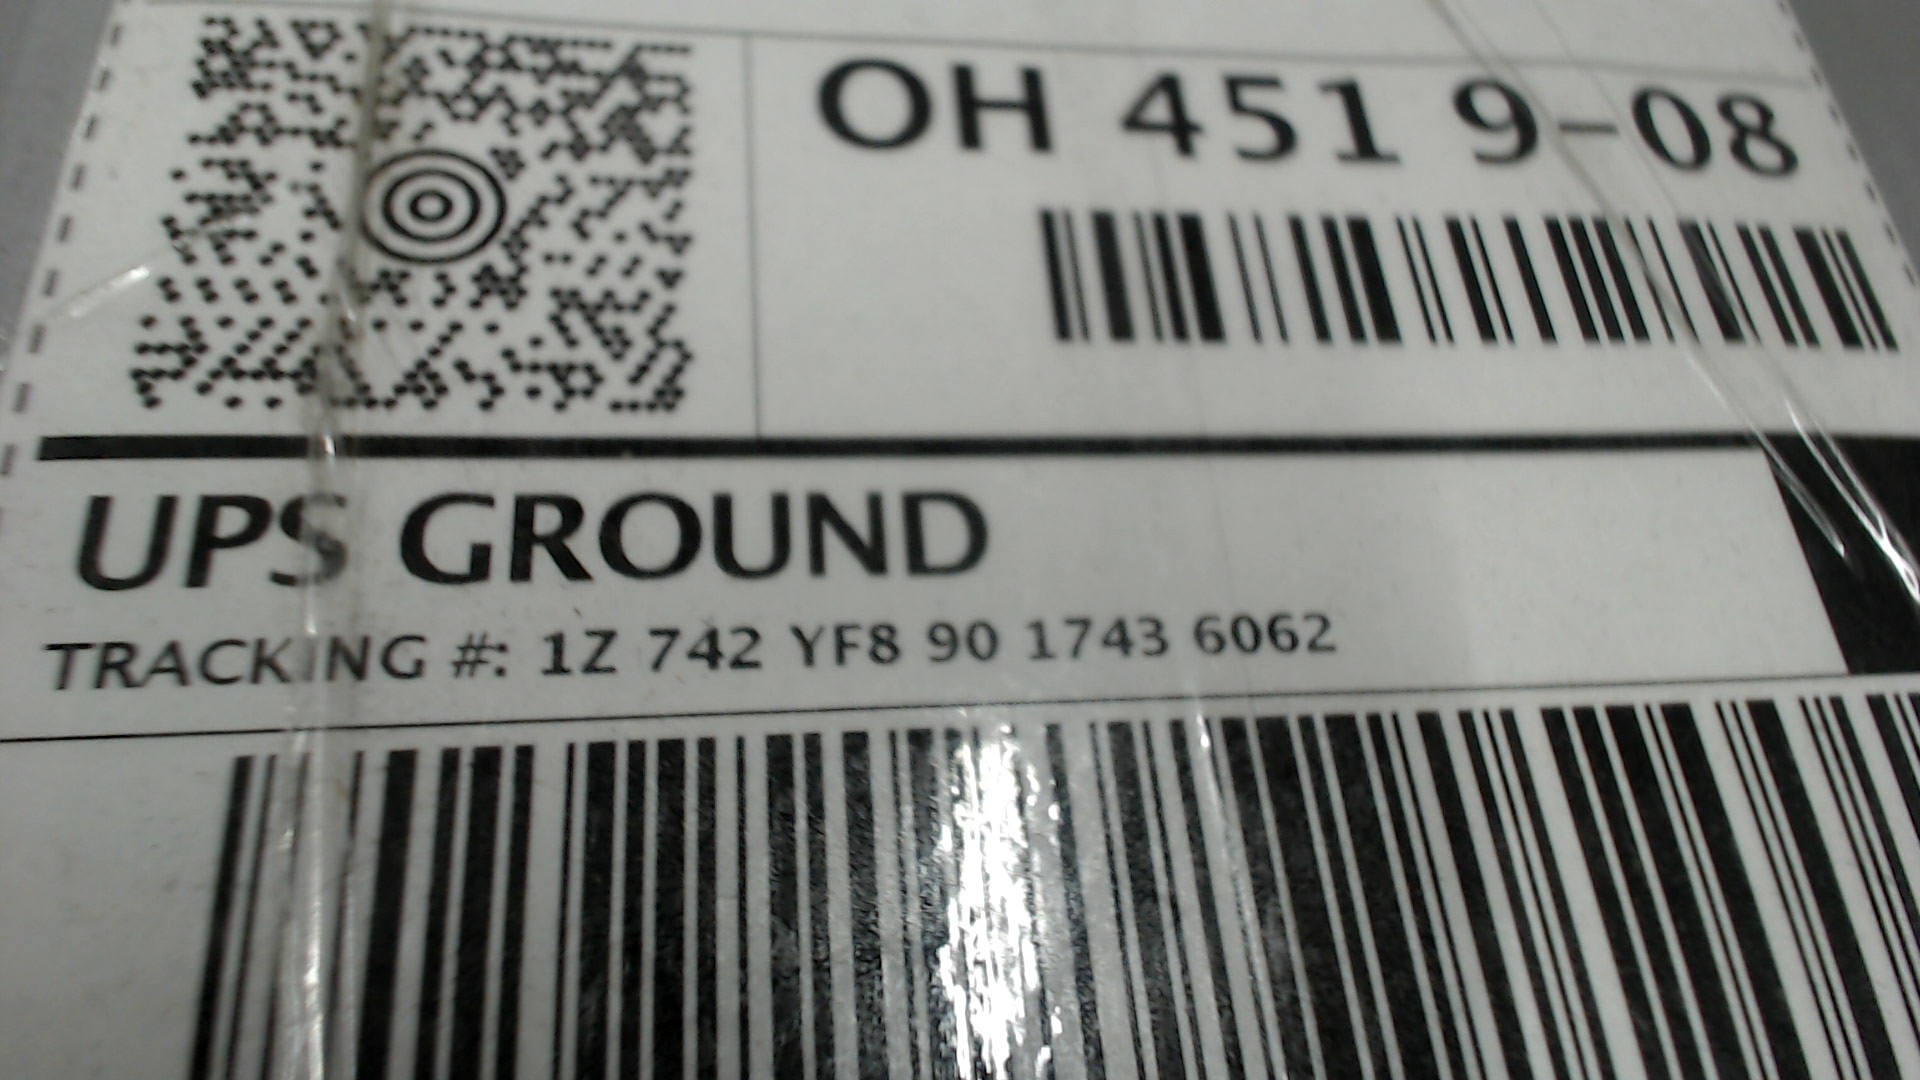 OH 451 9-08
UPS GROUND
TRACKING #: 1Z 742 YF8 90 1743 6062